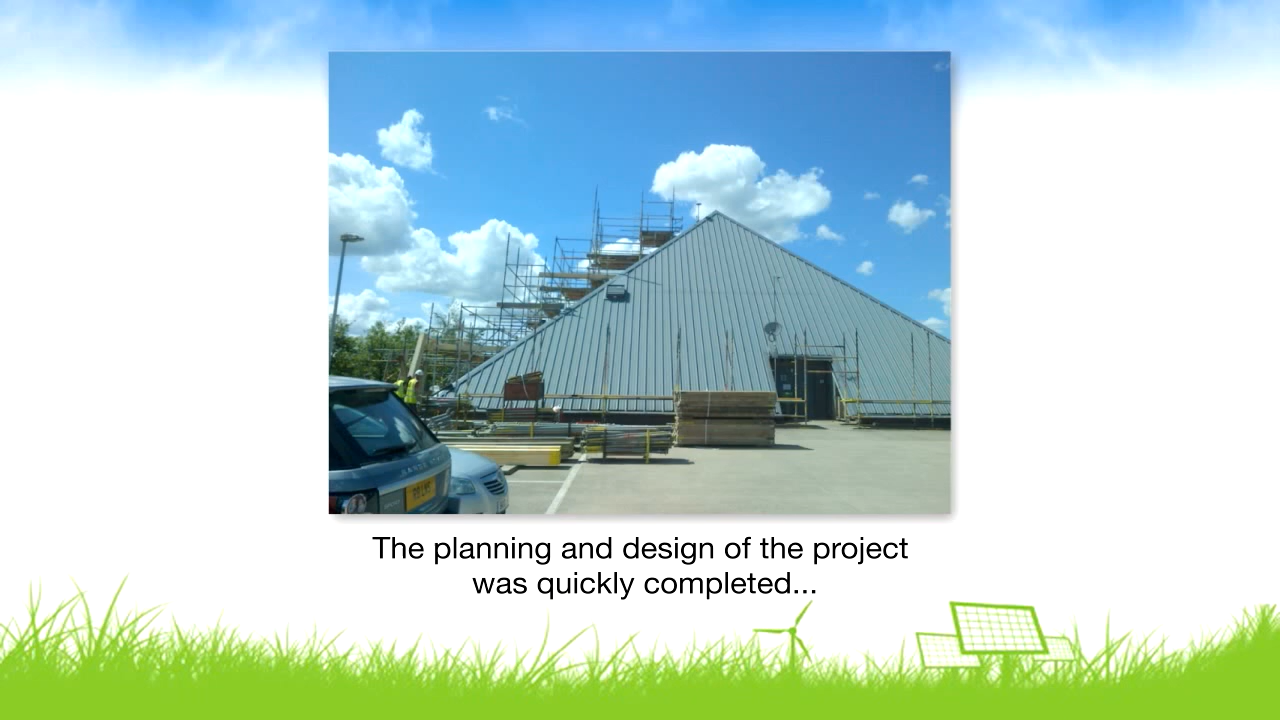 The planning and design of the project
was quickly completed...